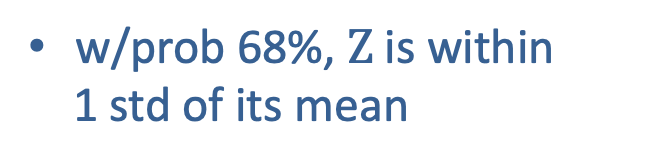 • w/prob 68%, Z is within
1 std of its mean